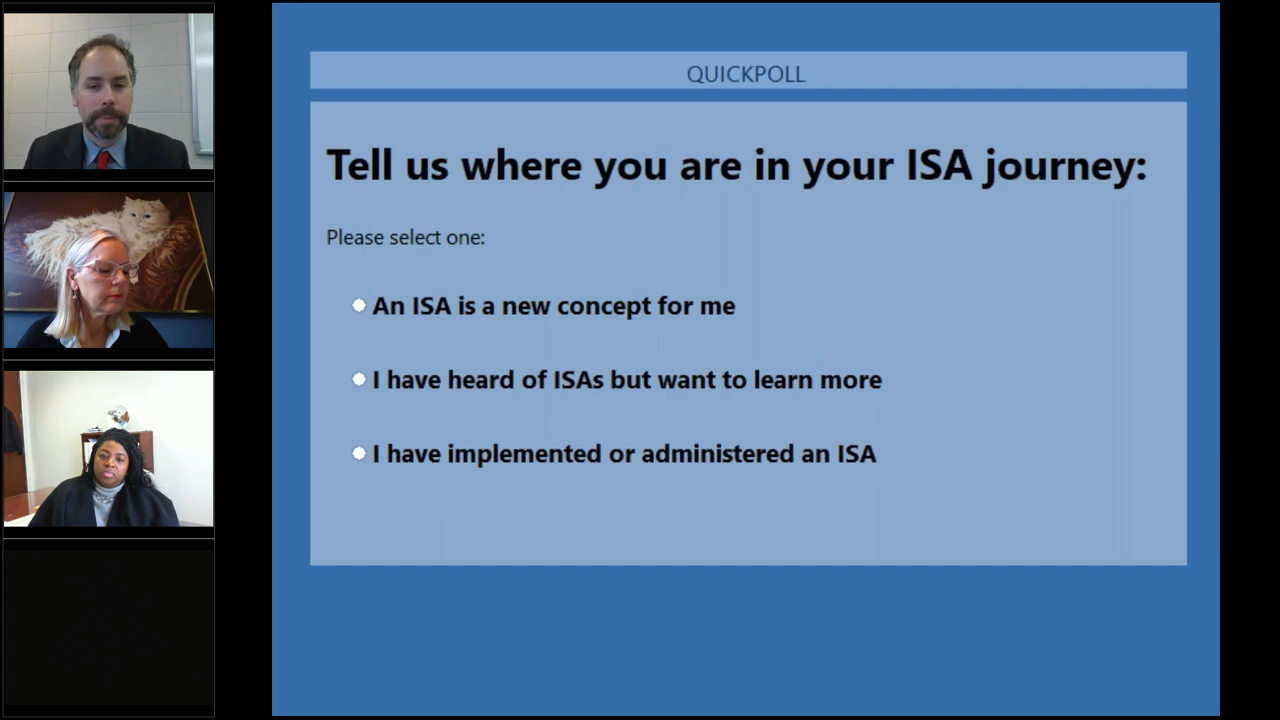 QUICKPOLL
Tell us where you are in your ISA journey:
Please select one:
An ISA is a new concept for me
I have heard of ISAs but want to learn more
I have implemented or administered an ISA